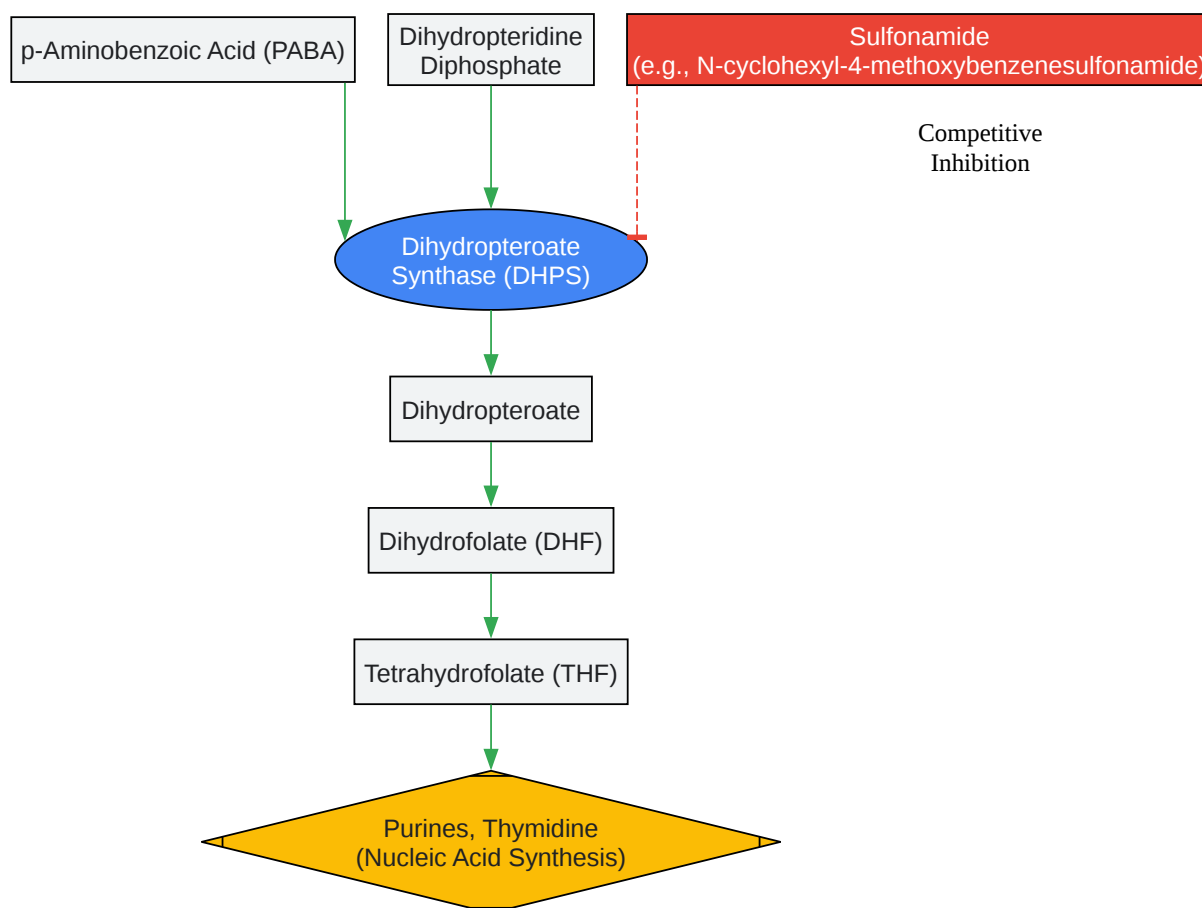 p-Aminobenzoic Acid (PABA)
Dihydropteridine
Diphosphate
Sulfonamide
(e.g., N-cyclohexyl-4-methoxybenzenesulfonamide)
Competitive
Inhibition
Dihydropteroate
Synthase (DHPS)
Dihydropteroate
Dihydrofolate (DHF)
Tetrahydrofolate (THF)
Purines, Thymidine
(Nucleic Acid Synthesis)